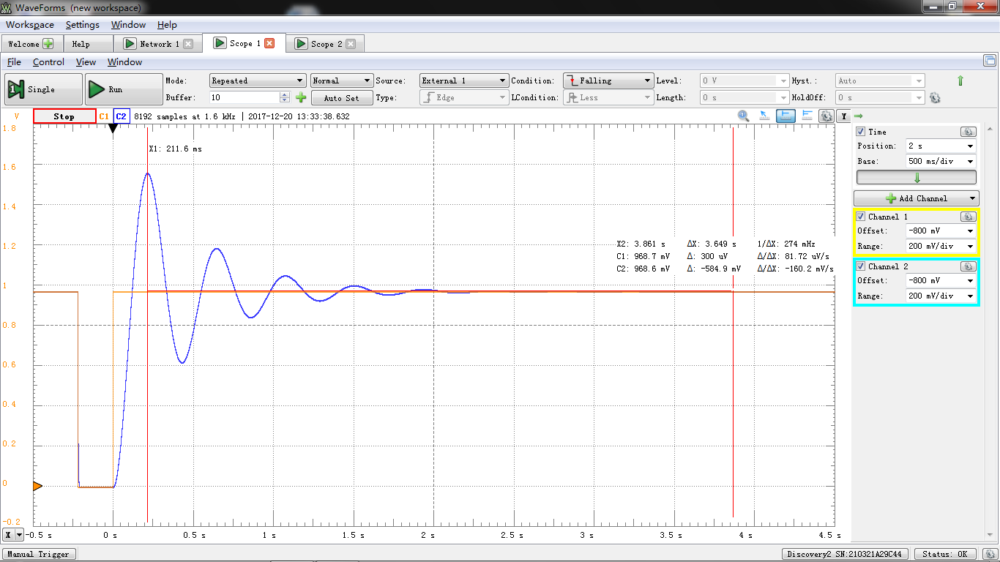 WaveForms (new workspace)
Workspace Settings Window Help
Welcome Help Network 1 Scope 1 Scope 2
File Control View Window
Single Run Mode: Repeated Normal Source: External 1 Condition: Falling Level: 0 V Hyst.: Auto
Buffer: 10 Auto Set Type: Edge LCondition: Less Length: 0 s HoldOff: 0 s
V Stop C1 C2 8192 samples at 1.6 kHz | 2017-12-20 13:33:38.632 Y
1.8
1.6
1.4
1.2
1
0.8
0.6
0.4
0.2
0
-0.2
X1: 211.6 ms
X2: 3.861 s ΔX: 3.649 s 1/ΔX: 274 mHz
C1: 968.7 mV Δ: 300 uV Δ/ΔX: 81.72 uV/s
C2: 968.6 mV Δ: -584.9 mV Δ/ΔX: -160.2 mV/s
X -0.5 s 0 s 0.5 s 1 s 1.5 s 2 s 2.5 s 3 s 3.5 s 4 s 4.5 s
Time
Position: 2 s
Base: 500 ms/div
Add Channel
Channel 1
Offset: -800 mV
Range: 200 mV/div
Channel 2
Offset: -800 mV
Range: 200 mV/div
Manual Trigger Discovery2 SN:210321A29C44 Status: OK